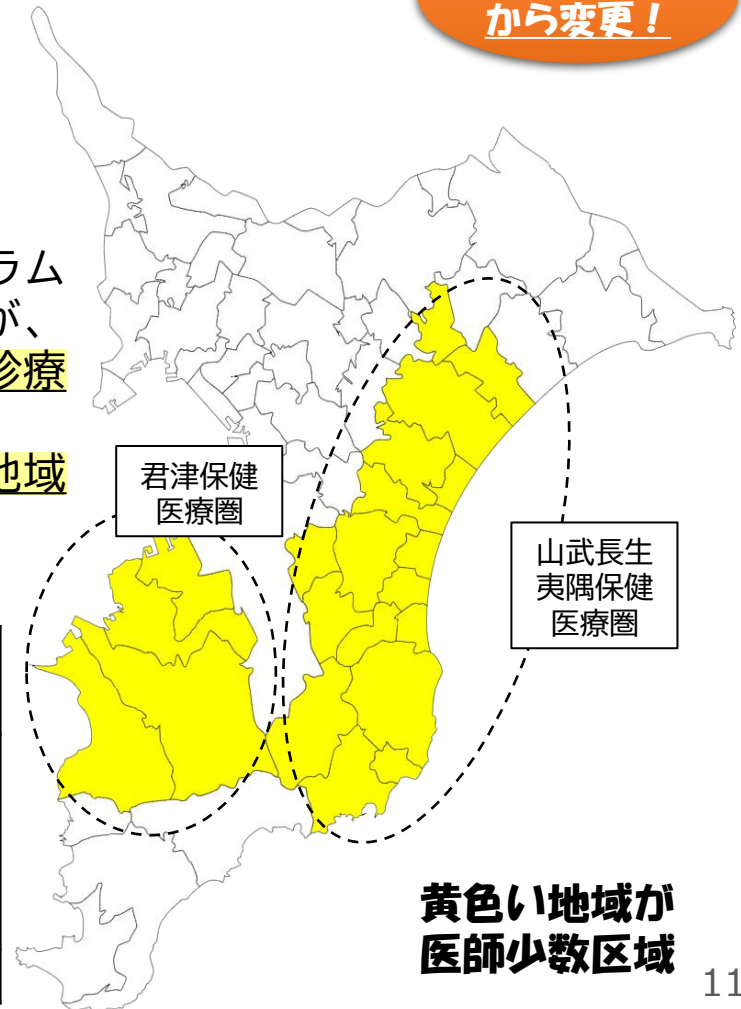 から変更！
ラム
が、
診療
地域
君津保健
医療圏
山武長生
夷隅保健
医療圏
黄色い地域が
医師少数区域
11